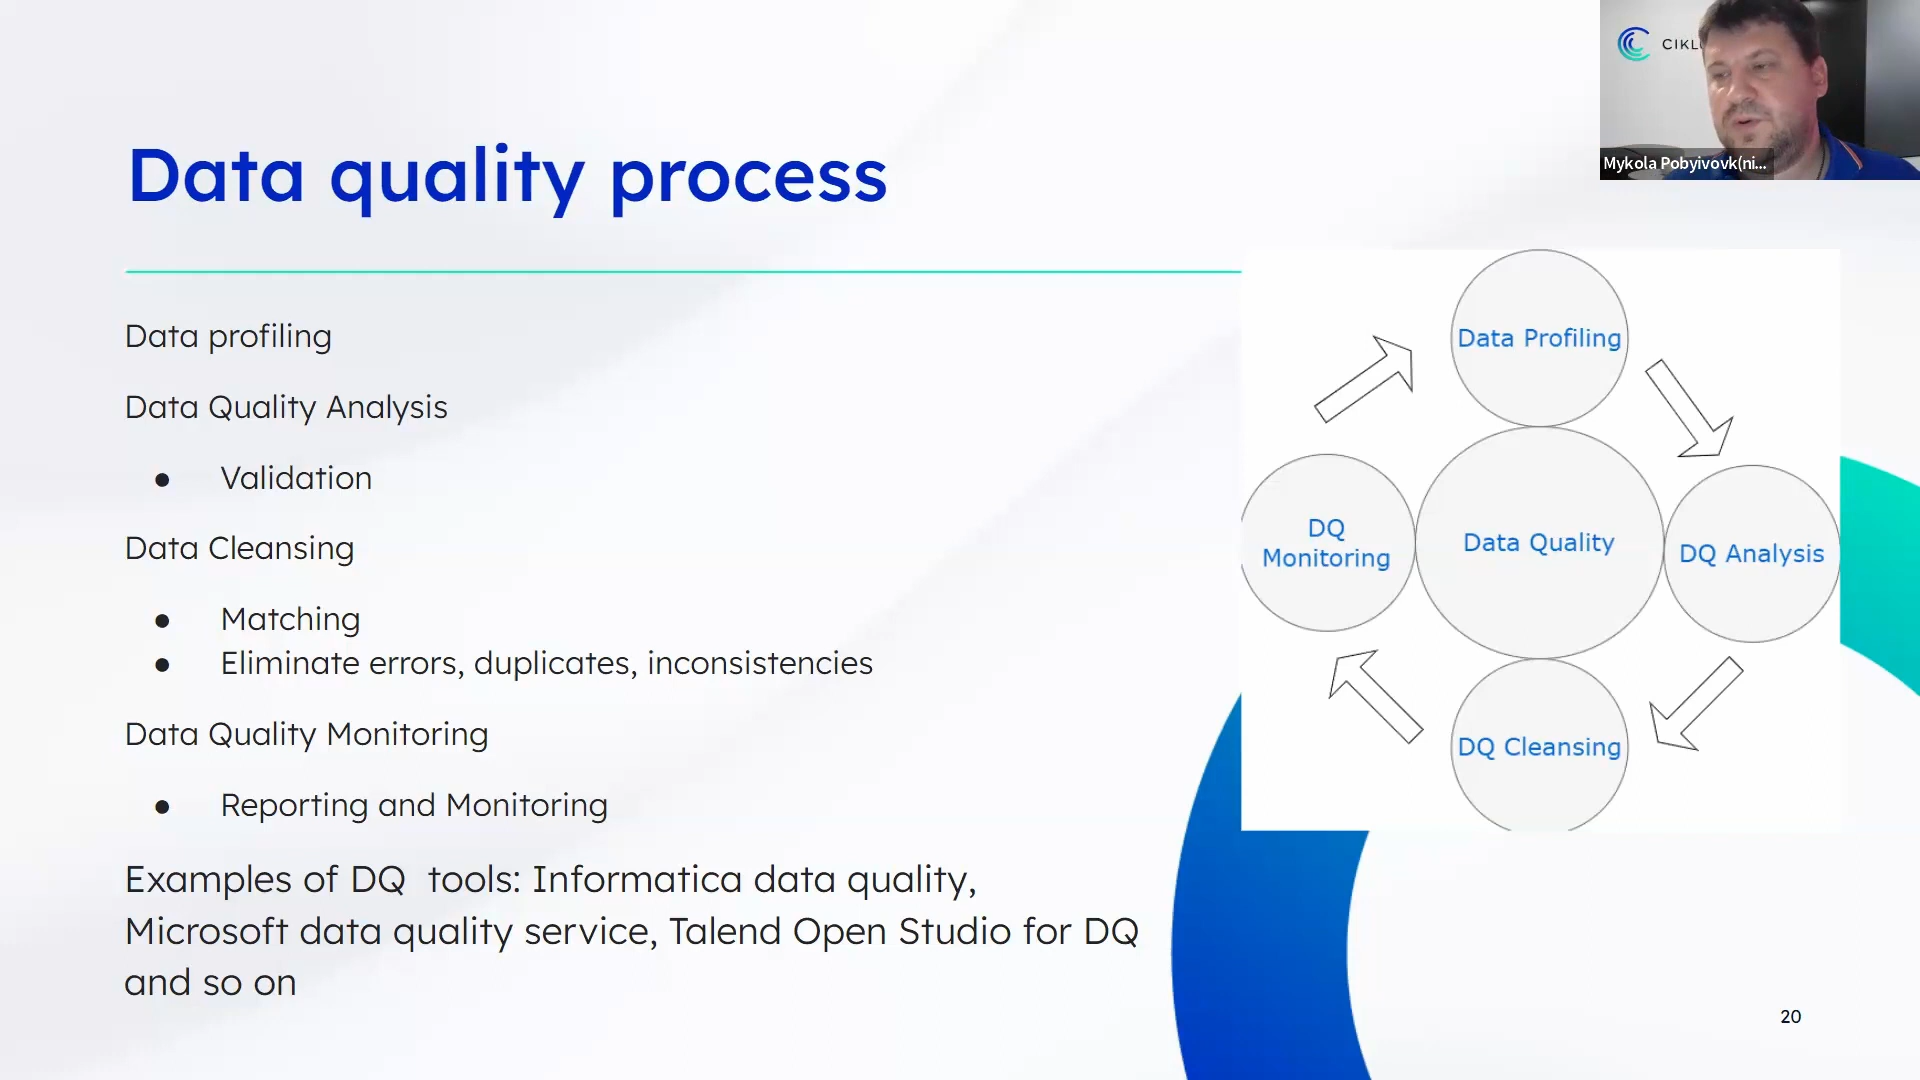 CIKL
Mykola Pobyivovk(ni...
Data quality process
Data profiling
Data Quality Analysis
● Validation
Data Cleansing
● Matching
● Eliminate errors, duplicates, inconsistencies
Data Quality Monitoring
● Reporting and Monitoring
Examples of DQ tools: Informatica data quality,
Microsoft data quality service, Talend Open Studio for DQ
and so on
Data Profiling
DQ
Monitoring
Data Quality
DQ Analysis
DQ Cleansing
20